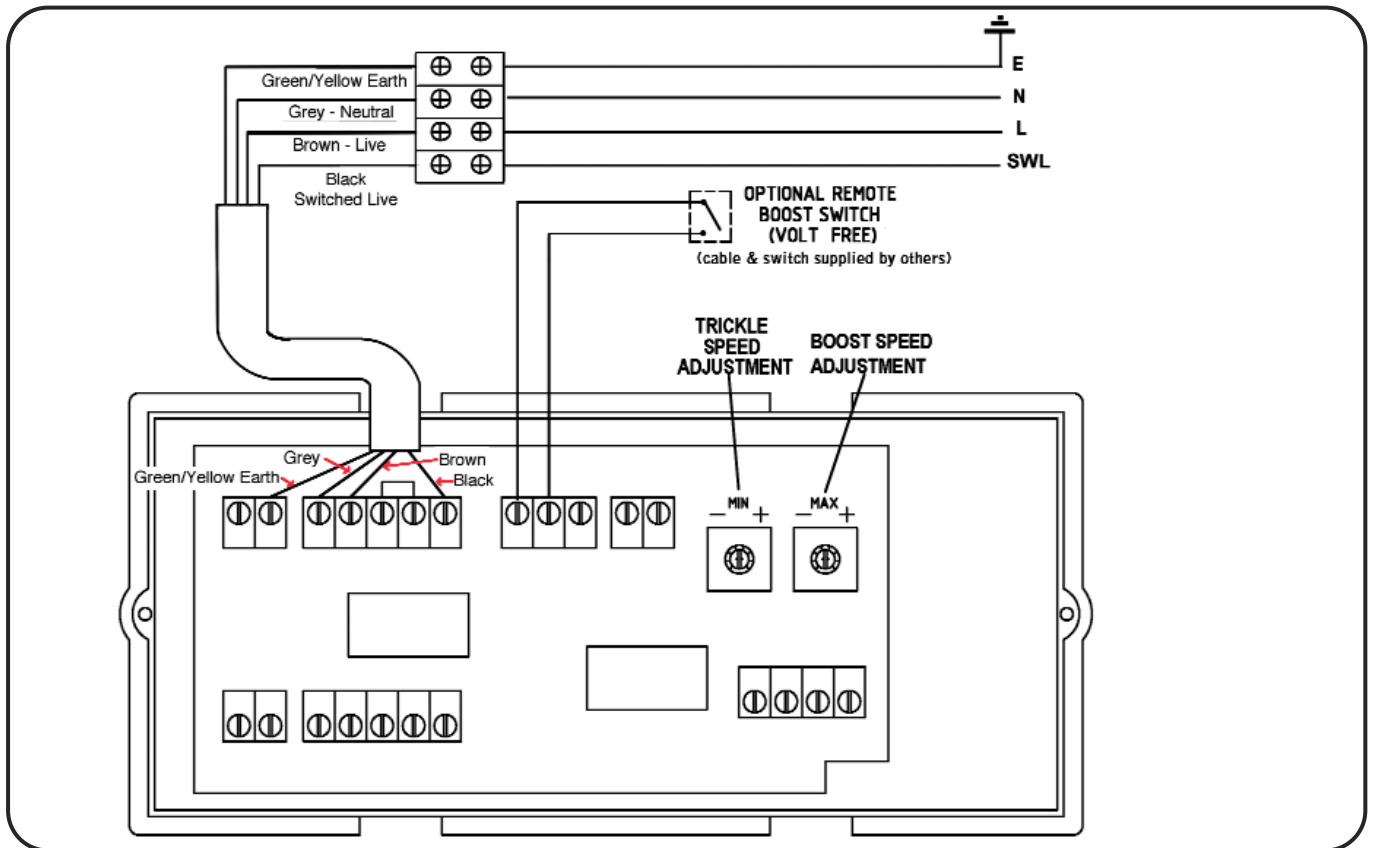 E
Green/Yellow Earth
N
Grey - Neutral
L
Brown - Live
SWL
Black
Switched Live
OPTIONAL REMOTE
BOOST SWITCH
(VOLT FREE)
(cable & switch supplied by others)
TRICKLE
SPEED
ADJUSTMENT
BOOST SPEED
ADJUSTMENT
Grey
Brown
Green/Yellow Earth
Black
− MIN +
− MAX +